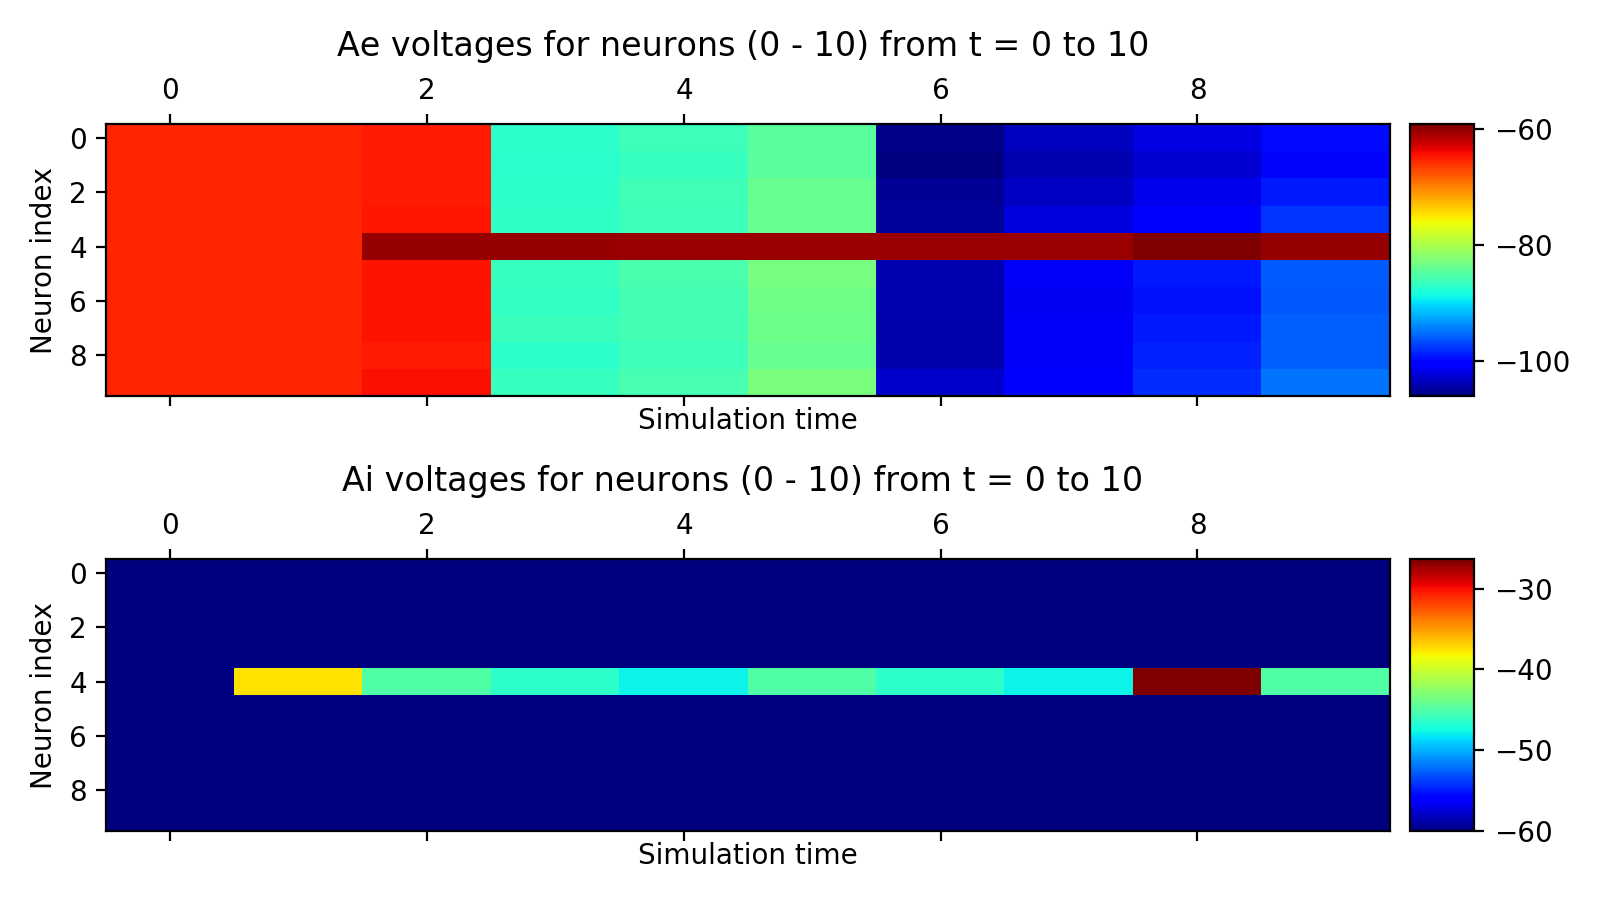 Ae voltages for neurons (0 - 10) from t = 0 to 10
0 2 4 6 8
Neuron index
0
2
4
6
8
−60
−80
−100
Simulation time
Ai voltages for neurons (0 - 10) from t = 0 to 10
0 2 4 6 8
Neuron index
0
2
4
6
8
−30
−40
−50
−60
Simulation time